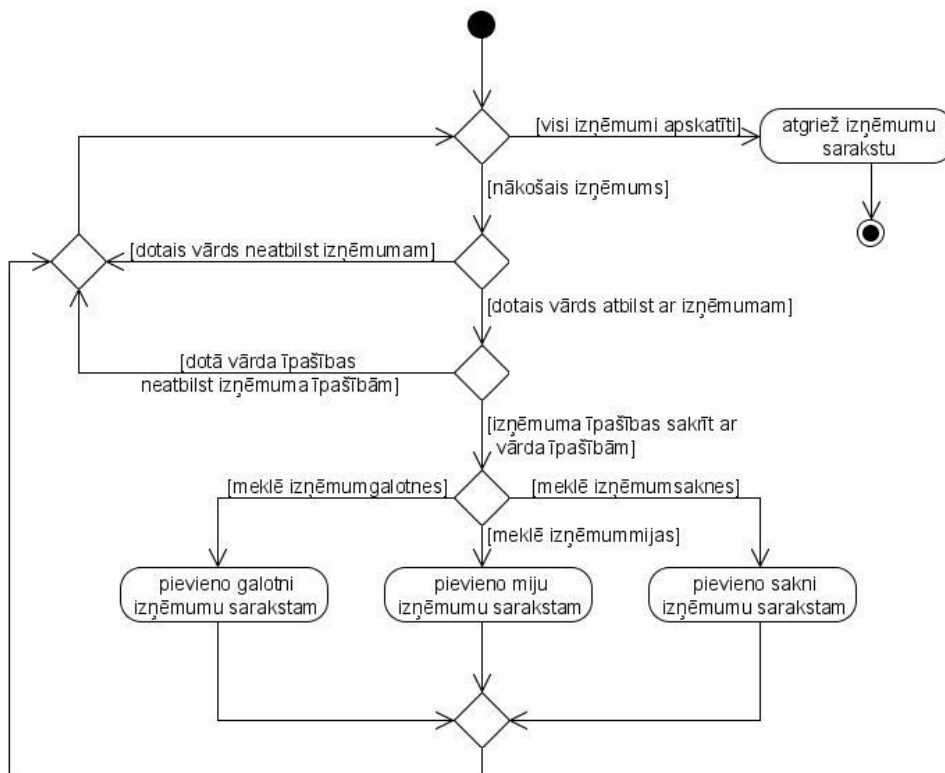 [visi izņēmumi apskatīti]
atgriež izņēmumu
sarakstu
[nākošais izņēmums]
[dotais vārds neatbilst izņēmumam]
[dotais vārds atbilst ar izņēmumam]
[dotā vārda īpašības
neatbilst izņēmuma īpašībām]
[izņēmuma īpašības sakrīt ar
vārda īpašībām]
[meklē izņēmumgalotnes]
[meklē izņēmumsaknes]
[meklē izņēmummijas]
pievieno galotni
izņēmumu sarakstam
pievieno miju
izņēmumu sarakstam
pievieno sakni
izņēmumu sarakstam